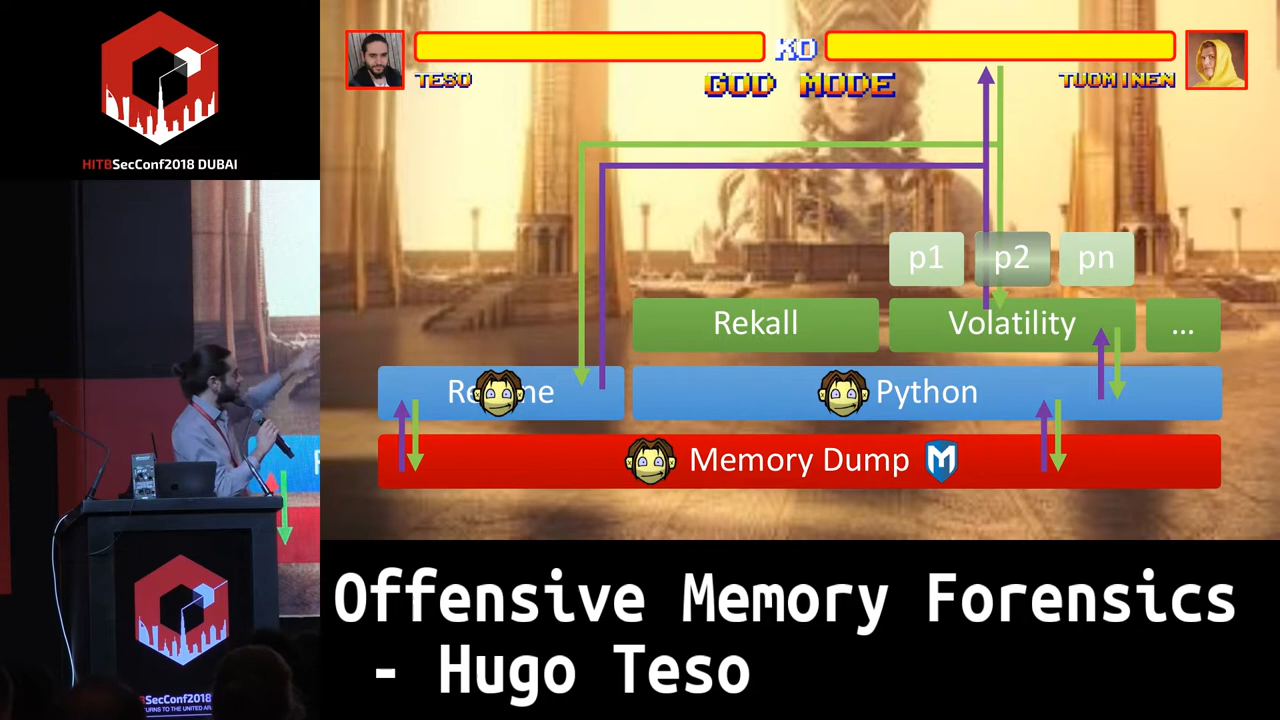 HITBSecConf2018 DUBAI
TESO
KO
GOD MODE
TUOMINEN
p1
p2
pn
Rekall
Volatility
...
Python
Memory Dump
M
SecConf2018
Offensive Memory Forensics
- Hugo Teso